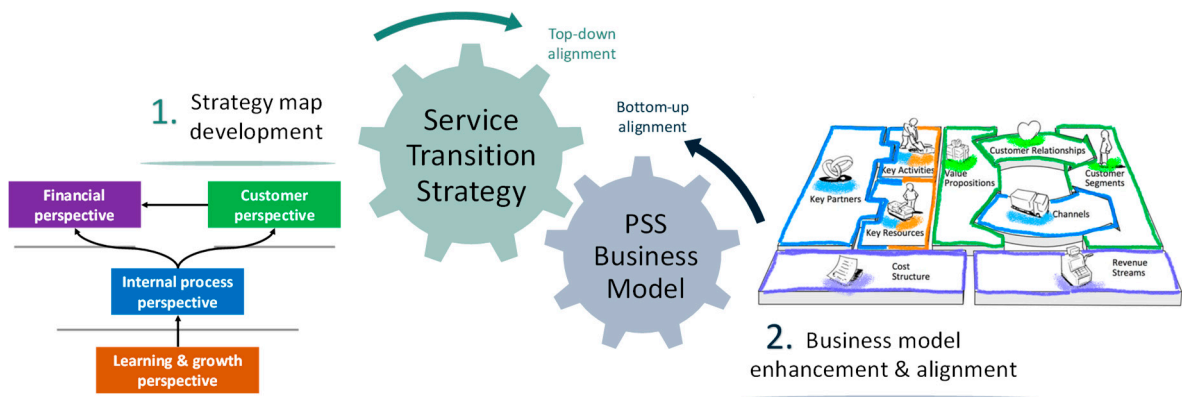 1. Strategy map
development
Financial
perspective
Customer
perspective
Internal process
perspective
Learning & growth
perspective
Top-down
alignment
Service
Transition
Strategy
Bottom-up
alignment
PSS
Business
Model
Key Partners
Key Activities
Key Resources
Value
Propositions
Customer Relationships
Customer
Segments
Channels
Cost
Structure
Revenue
Streams
2. Business model
enhancement & alignment